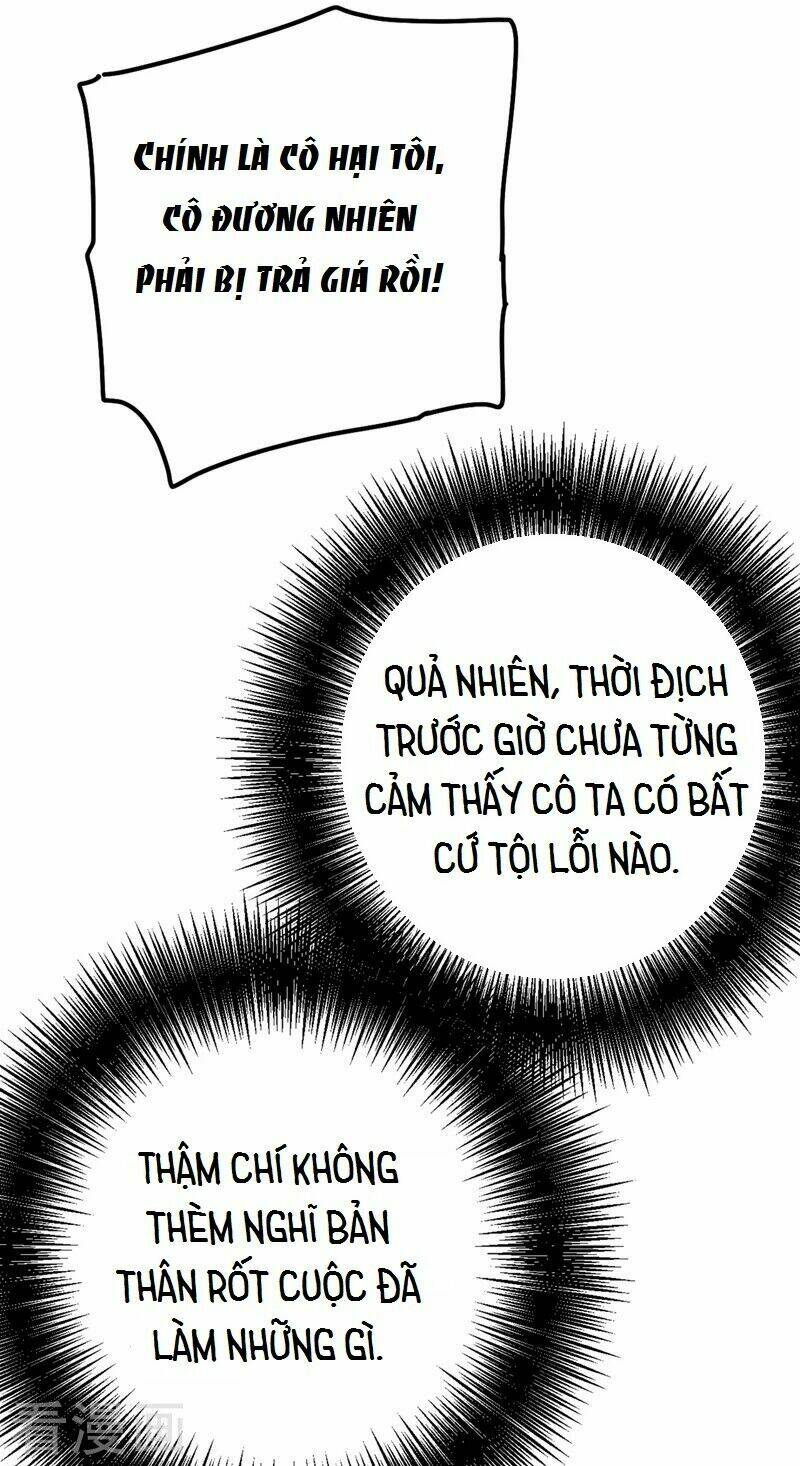 CHÍNH LÀ CÔ HẠI TÔI,
CÔ ĐƯƠNG NHIÊN
PHẢI BỊ TRẢ GIÁ RỒI!
QUẢ NHIÊN, THỜI ĐỊCH
TRƯỚC GIỜ CHƯA TỪNG
CẢM THẤY CÔ TA CÓ BẤT
CỨ TỘI LỖI NÀO.
THẬM CHÍ KHÔNG
THÈM NGHĨ BẢN
THÂN RỐT CUỘC ĐÃ
LÀM NHỮNG GÌ.
看漫画